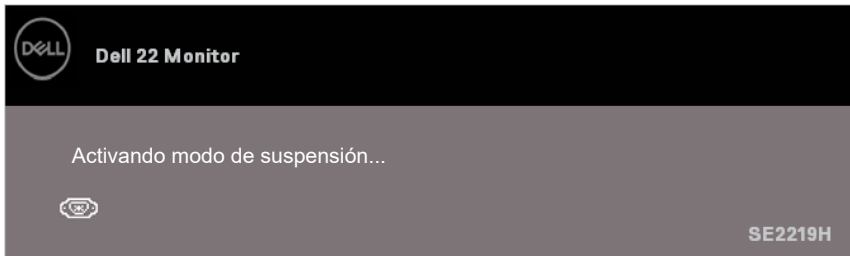 DELL
Dell 22 Monitor
Activando modo de suspensión...
SE2219H